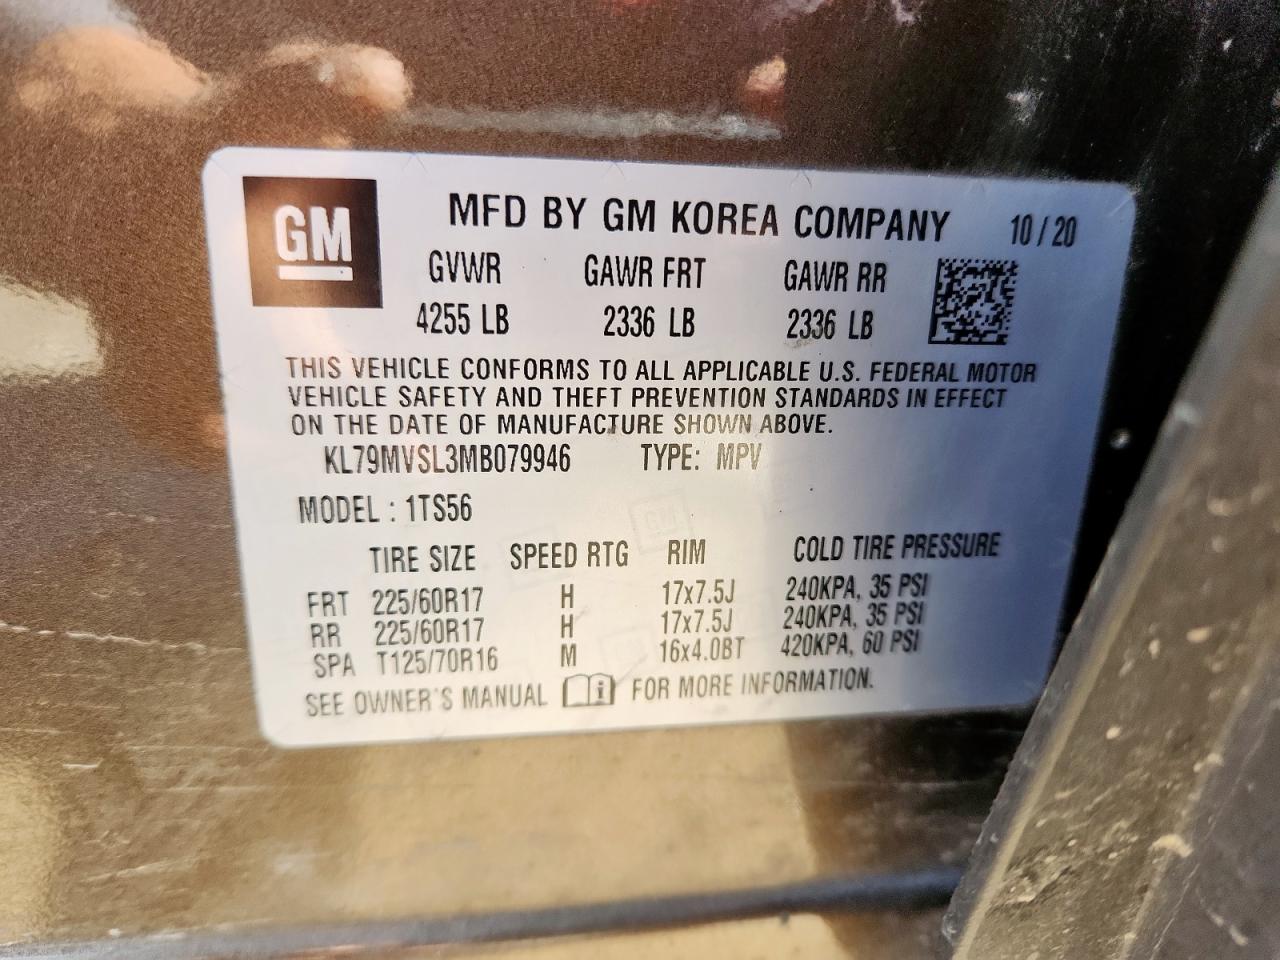 GM
MFD BY GM KOREA COMPANY 10/20
GVWR GAWR FRT GAWR RR
4255 LB 2336 LB 2336 LB
THIS VEHICLE CONFORMS TO ALL APPLICABLE U.S. FEDERAL MOTOR
VEHICLE SAFETY AND THEFT PREVENTION STANDARDS IN EFFECT
ON THE DATE OF MANUFACTURE SHOWN ABOVE.
KL79MVSL3MB079946 TYPE: MPV
MODEL : 1TS56
GM
TIRE SIZE SPEED RTG RIM COLD TIRE PRESSURE
FRT 225/60R17 H 17x7.5J 240KPA, 35 PSI
RR 225/60R17 H 17x7.5J 240KPA, 35 PSI
SPA T125/70R16 M 16x4.0BT 420KPA, 60 PSI
SEE OWNER'S MANUAL i FOR MORE INFORMATION.